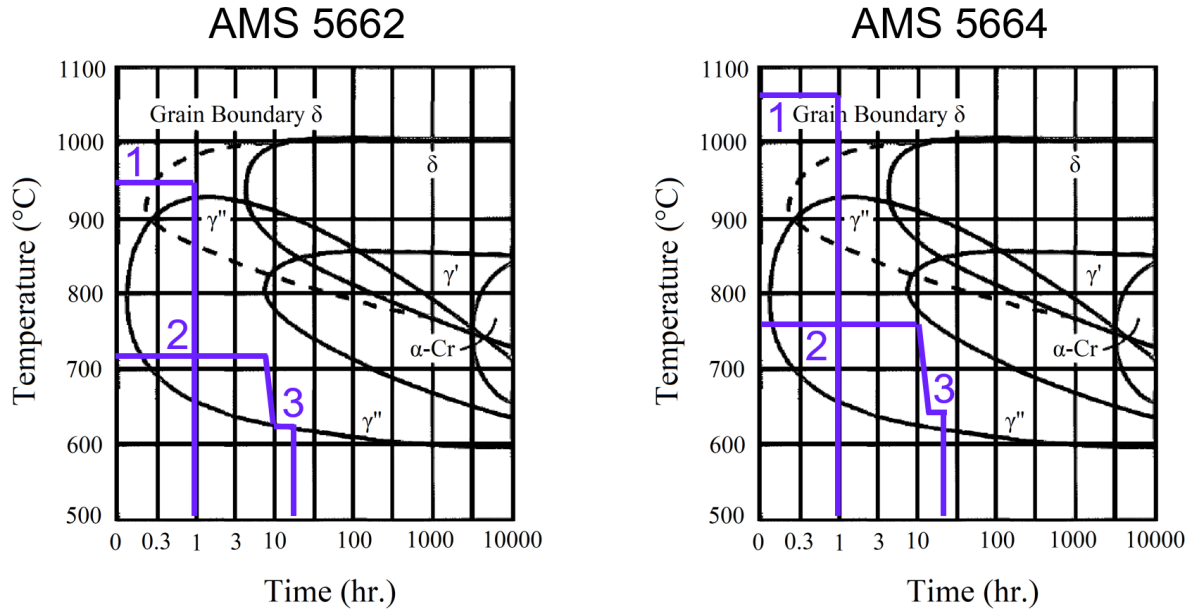 AMS 5662
1100
1000
900
800
700
600
500
Temperature (°C)
Grain Boundary δ
1
δ
γ"
γ'
2
α-Cr
3
γ"
0 0.3 1 3 10 100 1000 10000
Time (hr.)
AMS 5664
1100
1000
900
800
700
600
500
Temperature (°C)
1
Grain Boundary δ
δ
γ"
γ'
2
α-Cr
3
γ"
0 0.3 1 3 10 100 1000 10000
Time (hr.)